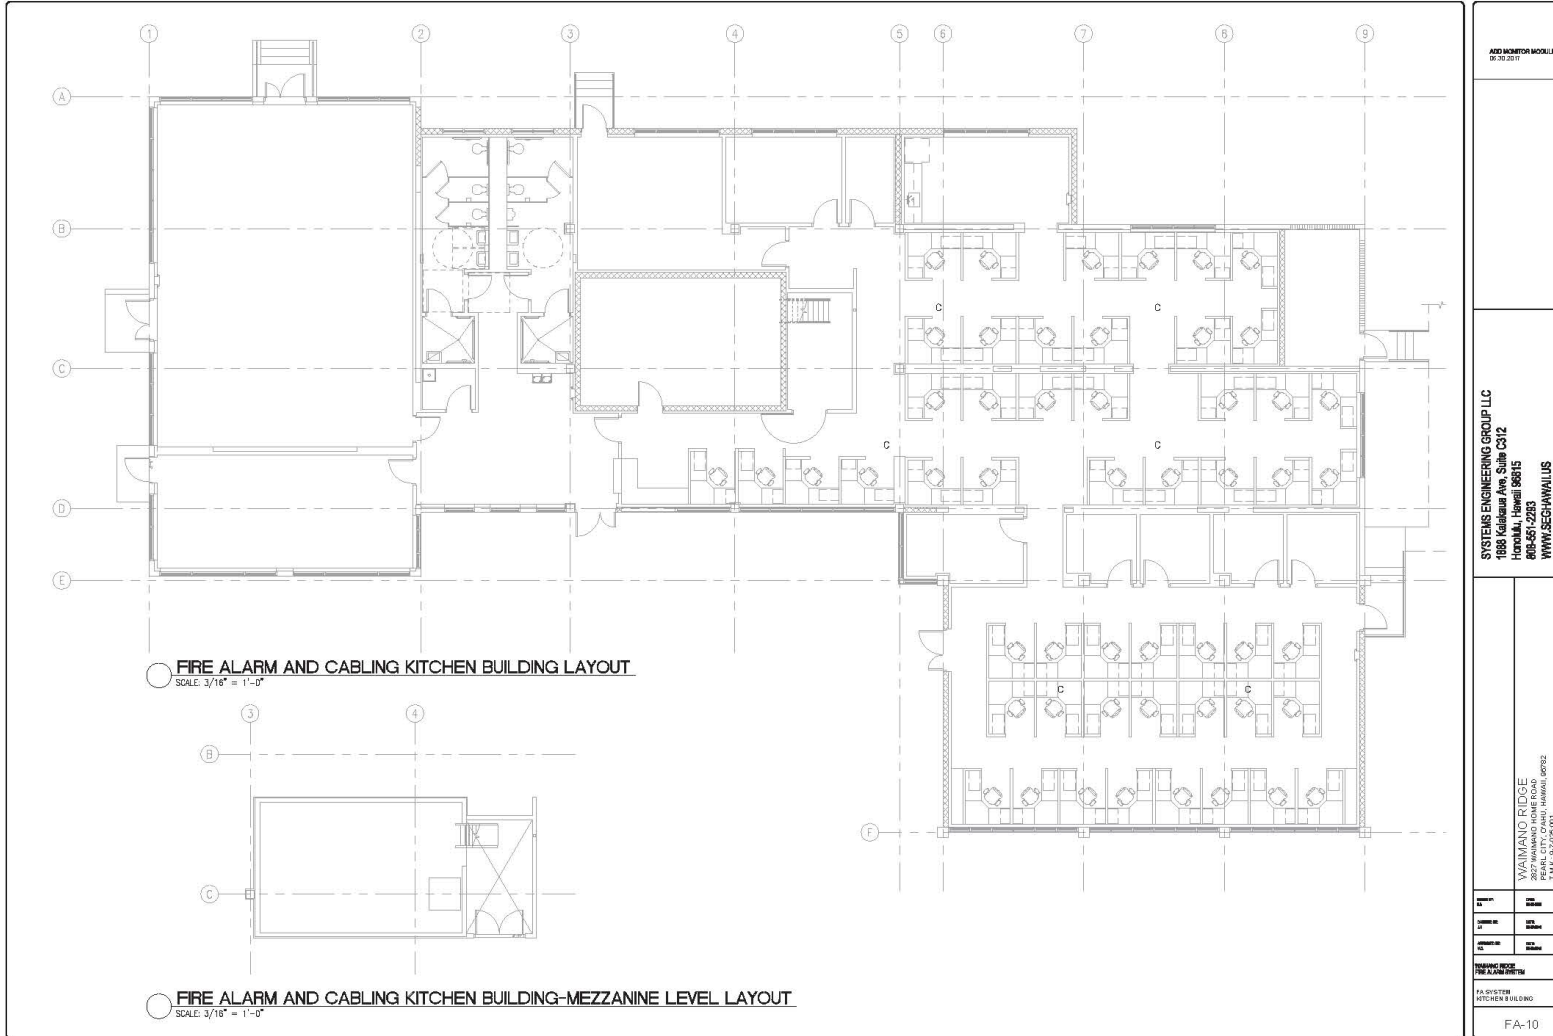 1
2
3
4
5
6
7
8
9
A
B
C
D
E
F
C
C
C
C
C
C
FIRE ALARM AND CABLING KITCHEN BUILDING LAYOUT
SCALE: 3/16" = 1'-0"
3
4
B
C
FIRE ALARM AND CABLING KITCHEN BUILDING-MEZZANINE LEVEL LAYOUT
SCALE: 3/16" = 1'-0"
ADD MONITOR MODULE
06.30.2017
SYSTEMS ENGINEERING GROUP LLC
1888 Kalakaua Ave, Suite C312
Honolulu, Hawaii 96815
808-551-2283
WWW.SEGHAWAII.US
WAIMANO RIDGE
2827 WAIMANO HOME ROAD
PEARL CITY, O'AHU, HAWAII, 96782
WAIMANO RIDGE
FIRE ALARM SYSTEM
FA SYSTEM
KITCHEN BUILDING
FA-10